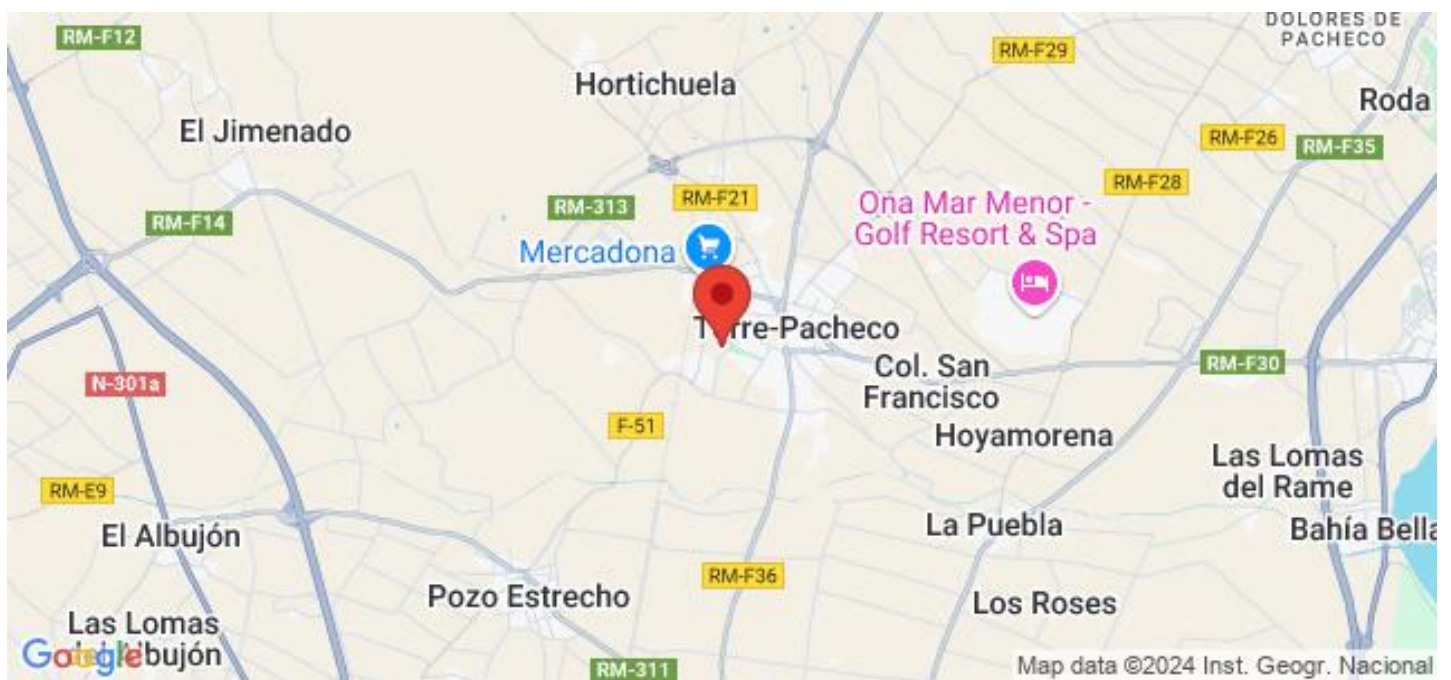 DOLORES DE
PACHECO
RM-F12
RM-F29
Hortichuela
Roda
El Jimenado
RM-F26
RM-F35
RM-F28
RM-F21
RM-313
Ona Mar Menor -
Golf Resort & Spa
RM-F14
Mercadona
Torre-Pacheco
RM-F30
Col. San
Francisco
N-301a
F-51
Hoyamorena
Las Lomas
del Rame
RM-E9
El Albujón
La Puebla
Bahía Bella
RM-F36
Pozo Estrecho
Los Roses
Las Lomas
del Albujón
Google
RM-311
Map data ©2024 Inst. Geogr. Nacional